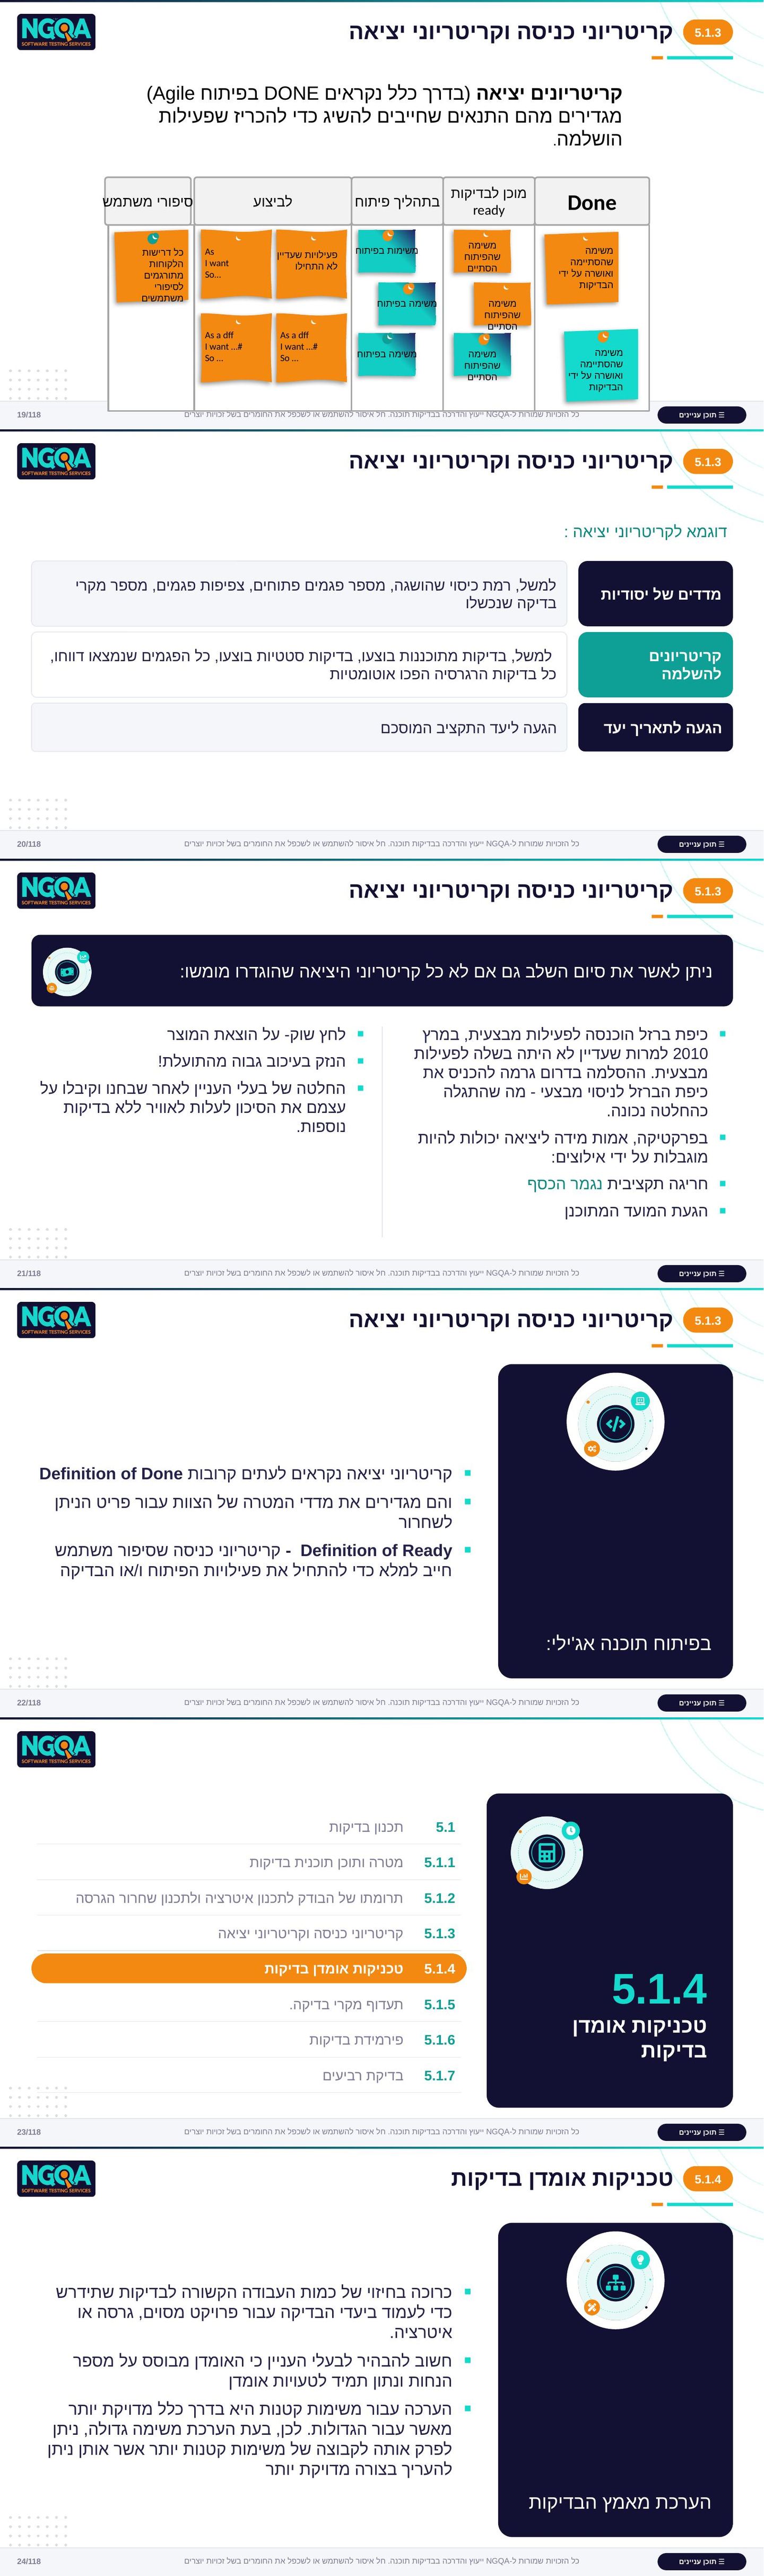 NGQA
SOFTWARE TESTING SERVICES
5.1.3
קריטריוני כניסה וקריטריוני יציאה
קריטריונים יציאה (בדרך כלל נקראים DONE בפיתוח Agile)
מגדירים מהם התנאים שחייבים להשיג כדי להכריז שפעילות
הושלמה.
סיפורי משתמש
לביצוע
בתהליך פיתוח
מוכן לבדיקות
ready
Done
כל דרישות
הלקוחות
מתורגמים
לסיפורי
משתמשים
As
I want
So...
פעילויות שעדיין
לא התחילו
As a dff
I want ...#
So ...
As a dff
I want ...#
So ...
משימות בפיתוח
משימה בפיתוח
משימה בפיתוח
משימה
שהפיתוח
הסתיים
משימה
שהפיתוח
הסתיים
משימה
שהפיתוח
הסתיים
משימה
שהסתיימה
ואושרה על ידי
הבדיקות
משימה
שהסתיימה
ואושרה על ידי
הבדיקות
☰ תוכן עניינים
כל הזכויות שמורות ל-NGQA ייעוץ והדרכה בבדיקות תוכנה. חל איסור להשתמש או לשכפל את החומרים בשל זכויות יוצרים
19/118
NGQA
SOFTWARE TESTING SERVICES
5.1.3
קריטריוני כניסה וקריטריוני יציאה
דוגמא לקריטריוני יציאה :
מדדים של יסודיות
למשל, רמת כיסוי שהושגה, מספר פגמים פתוחים, צפיפות פגמים, מספר מקרי
בדיקה שנכשלו
קריטריונים
להשלמה
למשל, בדיקות מתוכננות בוצעו, בדיקות סטטיות בוצעו, כל הפגמים שנמצאו דווחו,
כל בדיקות הרגרסיה הפכו אוטומטיות
הגעה לתאריך יעד
הגעה ליעד התקציב המוסכם
☰ תוכן עניינים
כל הזכויות שמורות ל-NGQA ייעוץ והדרכה בבדיקות תוכנה. חל איסור להשתמש או לשכפל את החומרים בשל זכויות יוצרים
20/118
NGQA
SOFTWARE TESTING SERVICES
5.1.3
קריטריוני כניסה וקריטריוני יציאה
ניתן לאשר את סיום השלב גם אם לא כל קריטריוני היציאה שהוגדרו מומשו:
כיפת ברזל הוכנסה לפעילות מבצעית, במרץ
2010 למרות שעדיין לא היתה בשלה לפעילות
מבצעית. ההסלמה בדרום גרמה להכניס את
כיפת הברזל לניסוי מבצעי - מה שהתגלה
כהחלטה נכונה.
בפרקטיקה, אמות מידה ליציאה יכולות להיות
מוגבלות על ידי אילוצים:
חריגה תקציבית נגמר הכסף
הגעת המועד המתוכנן
לחץ שוק- על הוצאת המוצר
הנזק בעיכוב גבוה מהתועלת!
החלטה של בעלי העניין לאחר שבחנו וקיבלו על
עצמם את הסיכון לעלות לאוויר ללא בדיקות
נוספות.
☰ תוכן עניינים
כל הזכויות שמורות ל-NGQA ייעוץ והדרכה בבדיקות תוכנה. חל איסור להשתמש או לשכפל את החומרים בשל זכויות יוצרים
21/118
NGQA
SOFTWARE TESTING SERVICES
5.1.3
קריטריוני כניסה וקריטריוני יציאה
בפיתוח תוכנה אג'ילי:
קריטריוני יציאה נקראים לעתים קרובות Definition of Done
והם מגדירים את מדדי המטרה של הצוות עבור פריט הניתן
לשחרור
Definition of Ready - קריטריוני כניסה שסיפור משתמש
חייב למלא כדי להתחיל את פעילויות הפיתוח ו/או הבדיקה
☰ תוכן עניינים
כל הזכויות שמורות ל-NGQA ייעוץ והדרכה בבדיקות תוכנה. חל איסור להשתמש או לשכפל את החומרים בשל זכויות יוצרים
22/118
NGQA
SOFTWARE TESTING SERVICES
5.1.4
טכניקות אומדן
בדיקות
5.1 תכנון בדיקות
5.1.1 מטרה ותוכן תוכנית בדיקות
5.1.2 תרומתו של הבודק לתכנון איטרציה ולתכנון שחרור הגרסה
5.1.3 קריטריוני כניסה וקריטריוני יציאה
5.1.4 טכניקות אומדן בדיקות
5.1.5 תעדוף מקרי בדיקה.
5.1.6 פירמידת בדיקות
5.1.7 בדיקת רביעים
☰ תוכן עניינים
כל הזכויות שמורות ל-NGQA ייעוץ והדרכה בבדיקות תוכנה. חל איסור להשתמש או לשכפל את החומרים בשל זכויות יוצרים
23/118
NGQA
SOFTWARE TESTING SERVICES
5.1.4
טכניקות אומדן בדיקות
הערכת מאמץ הבדיקות
כרוכה בחיזוי של כמות העבודה הקשורה לבדיקות שתידרש
כדי לעמוד ביעדי הבדיקה עבור פרויקט מסוים, גרסה או
איטרציה.
חשוב להבהיר לבעלי העניין כי האומדן מבוסס על מספר
הנחות ונתון תמיד לטעויות אומדן
הערכה עבור משימות קטנות היא בדרך כלל מדויקת יותר
מאשר עבור הגדולות. לכן, בעת הערכת משימה גדולה, ניתן
לפרק אותה לקבוצה של משימות קטנות יותר אשר אותן ניתן
להעריך בצורה מדויקת יותר
☰ תוכן עניינים
כל הזכויות שמורות ל-NGQA ייעוץ והדרכה בבדיקות תוכנה. חל איסור להשתמש או לשכפל את החומרים בשל זכויות יוצרים
24/118